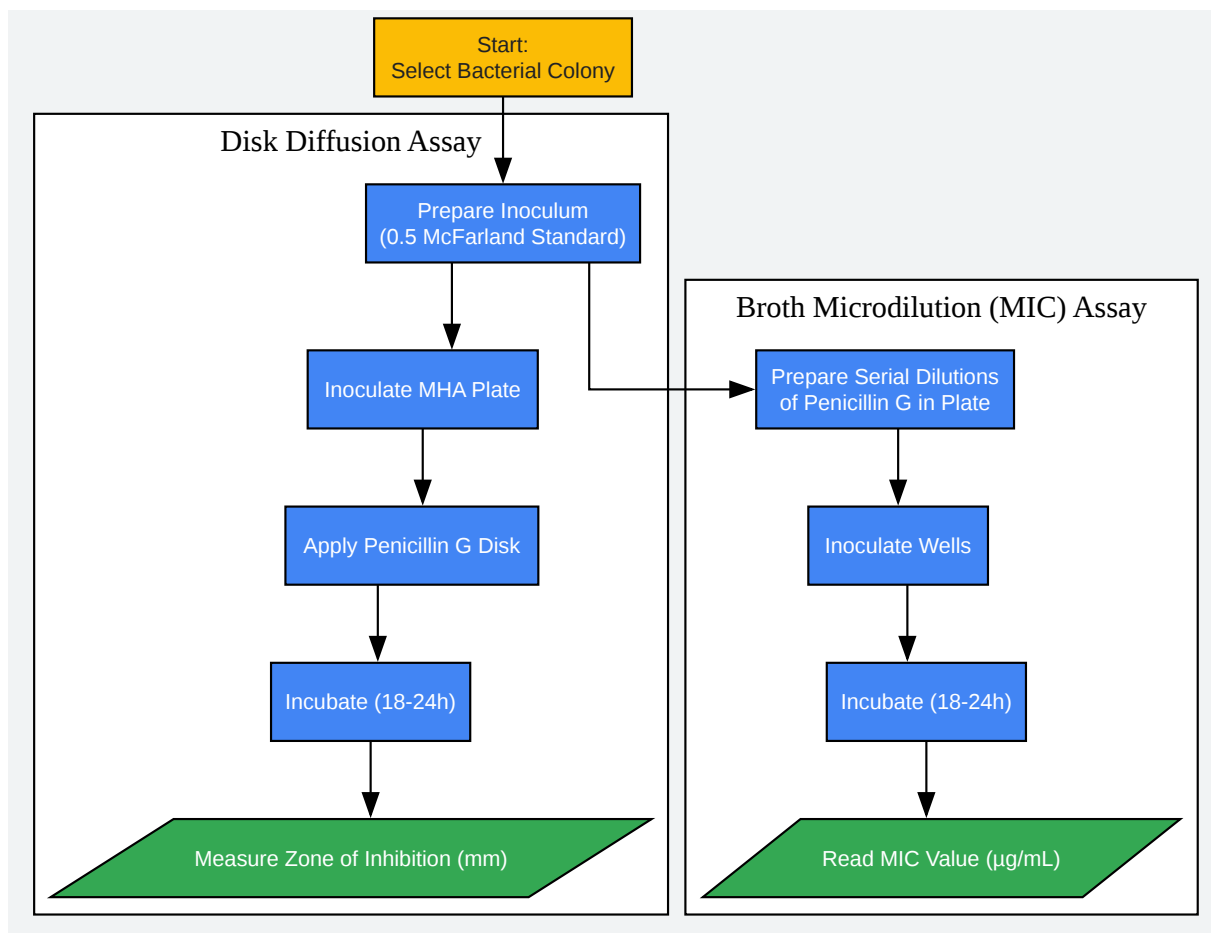 Start:
Select Bacterial Colony
Disk Diffusion Assay
Prepare Inoculum
(0.5 McFarland Standard)
Inoculate MHA Plate
Apply Penicillin G Disk
Incubate (18-24h)
Measure Zone of Inhibition (mm)
Broth Microdilution (MIC) Assay
Prepare Serial Dilutions
of Penicillin G in Plate
Inoculate Wells
Incubate (18-24h)
Read MIC Value (µg/mL)